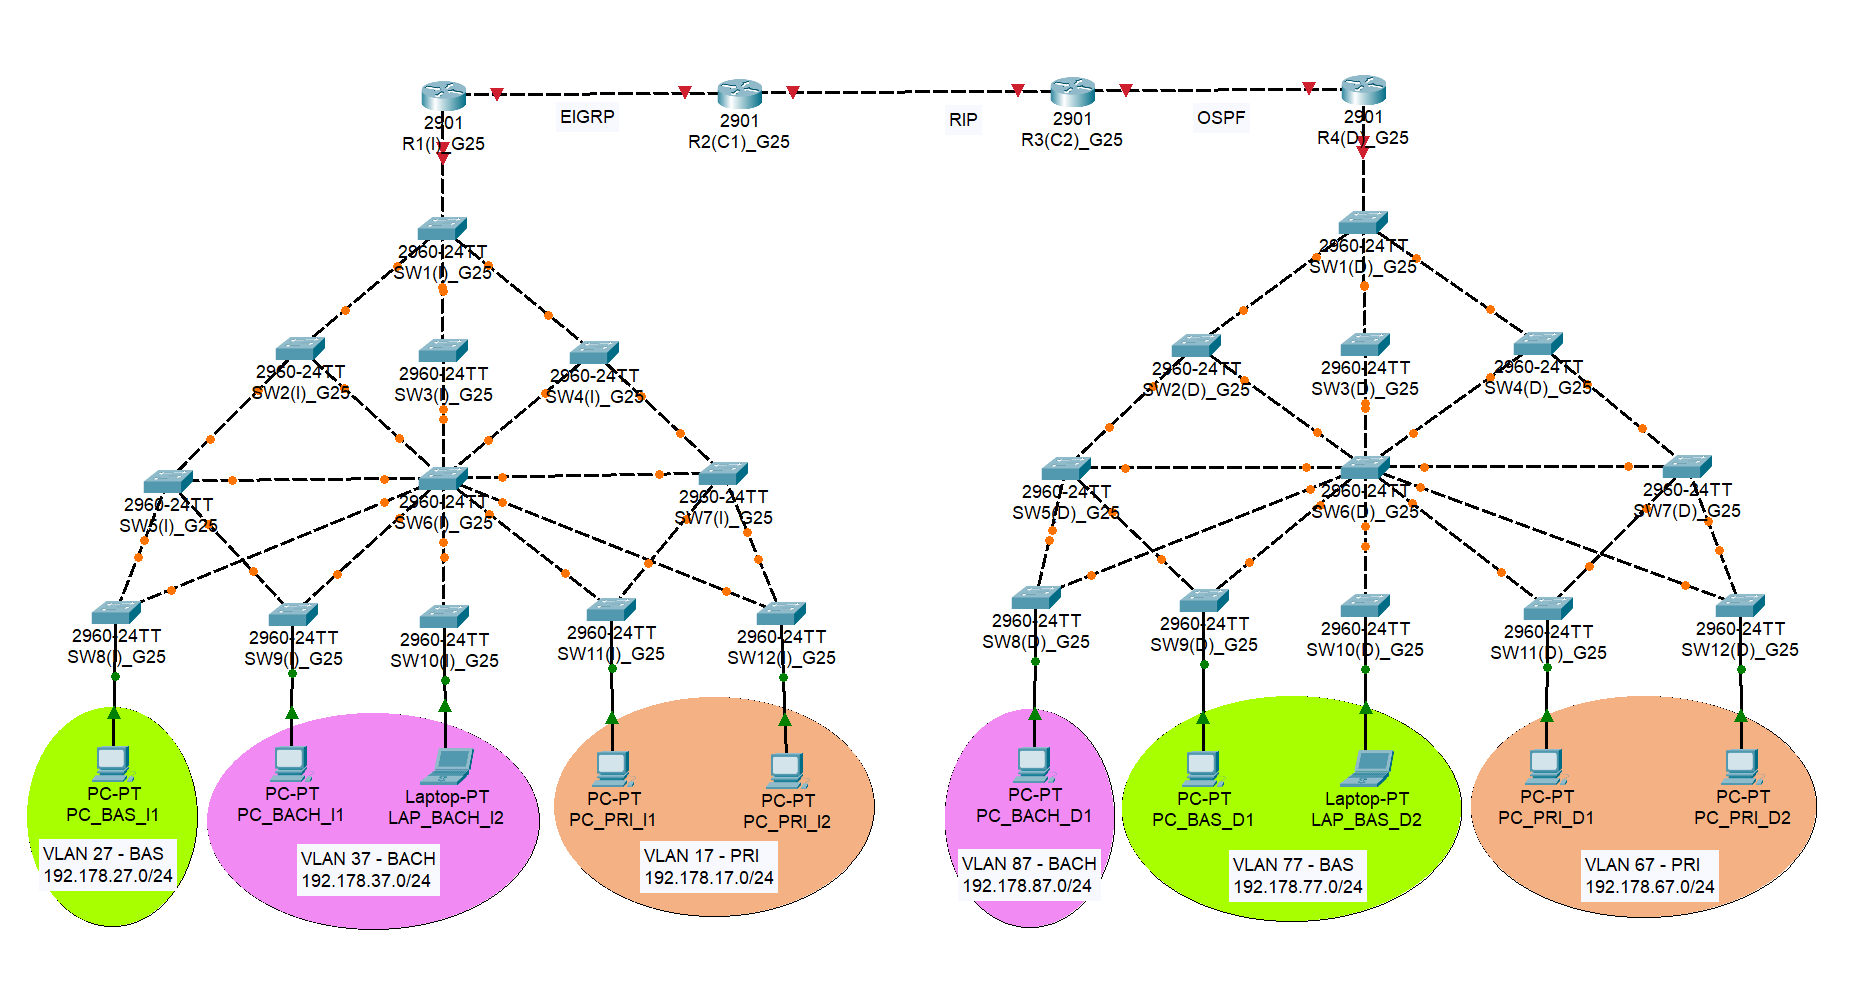 2901
R1(I)_G25
EIGRP
2901
R2(C1)_G25
RIP
2901
R3(C2)_G25
OSPF
2901
R4(D)_G25
2960-24TT
SW1(I)_G25
2960-24TT
SW1(D)_G25
2960-24TT
SW2(I)_G25
2960-24TT
SW3(I)_G25
2960-24TT
SW4(I)_G25
2960-24TT
SW2(D)_G25
2960-24TT
SW3(D)_G25
2960-24TT
SW4(D)_G25
2960-24TT
SW5(I)_G25
2960-24TT
SW6(I)_G25
2960-24TT
SW7(I)_G25
2960-24TT
SW5(D)_G25
2960-24TT
SW6(D)_G25
2960-24TT
SW7(D)_G25
2960-24TT
SW8(I)_G25
2960-24TT
SW9(I)_G25
2960-24TT
SW10(I)_G25
2960-24TT
SW11(I)_G25
2960-24TT
SW12(I)_G25
2960-24TT
SW8(D)_G25
2960-24TT
SW9(D)_G25
2960-24TT
SW10(D)_G25
2960-24TT
SW11(D)_G25
2960-24TT
SW12(D)_G25
PC-PT
PC_BAS_I1
PC-PT
PC_BACH_I1
Laptop-PT
LAP_BACH_I2
PC-PT
PC_PRI_I1
PC-PT
PC_PRI_I2
PC-PT
PC_BACH_D1
PC-PT
PC_BAS_D1
Laptop-PT
LAP_BAS_D2
PC-PT
PC_PRI_D1
PC-PT
PC_PRI_D2
VLAN 27 - BAS
192.178.27.0/24
VLAN 37 - BACH
192.178.37.0/24
VLAN 17 - PRI
192.178.17.0/24
VLAN 87 - BACH
192.178.87.0/24
VLAN 77 - BAS
192.178.77.0/24
VLAN 67 - PRI
192.178.67.0/24